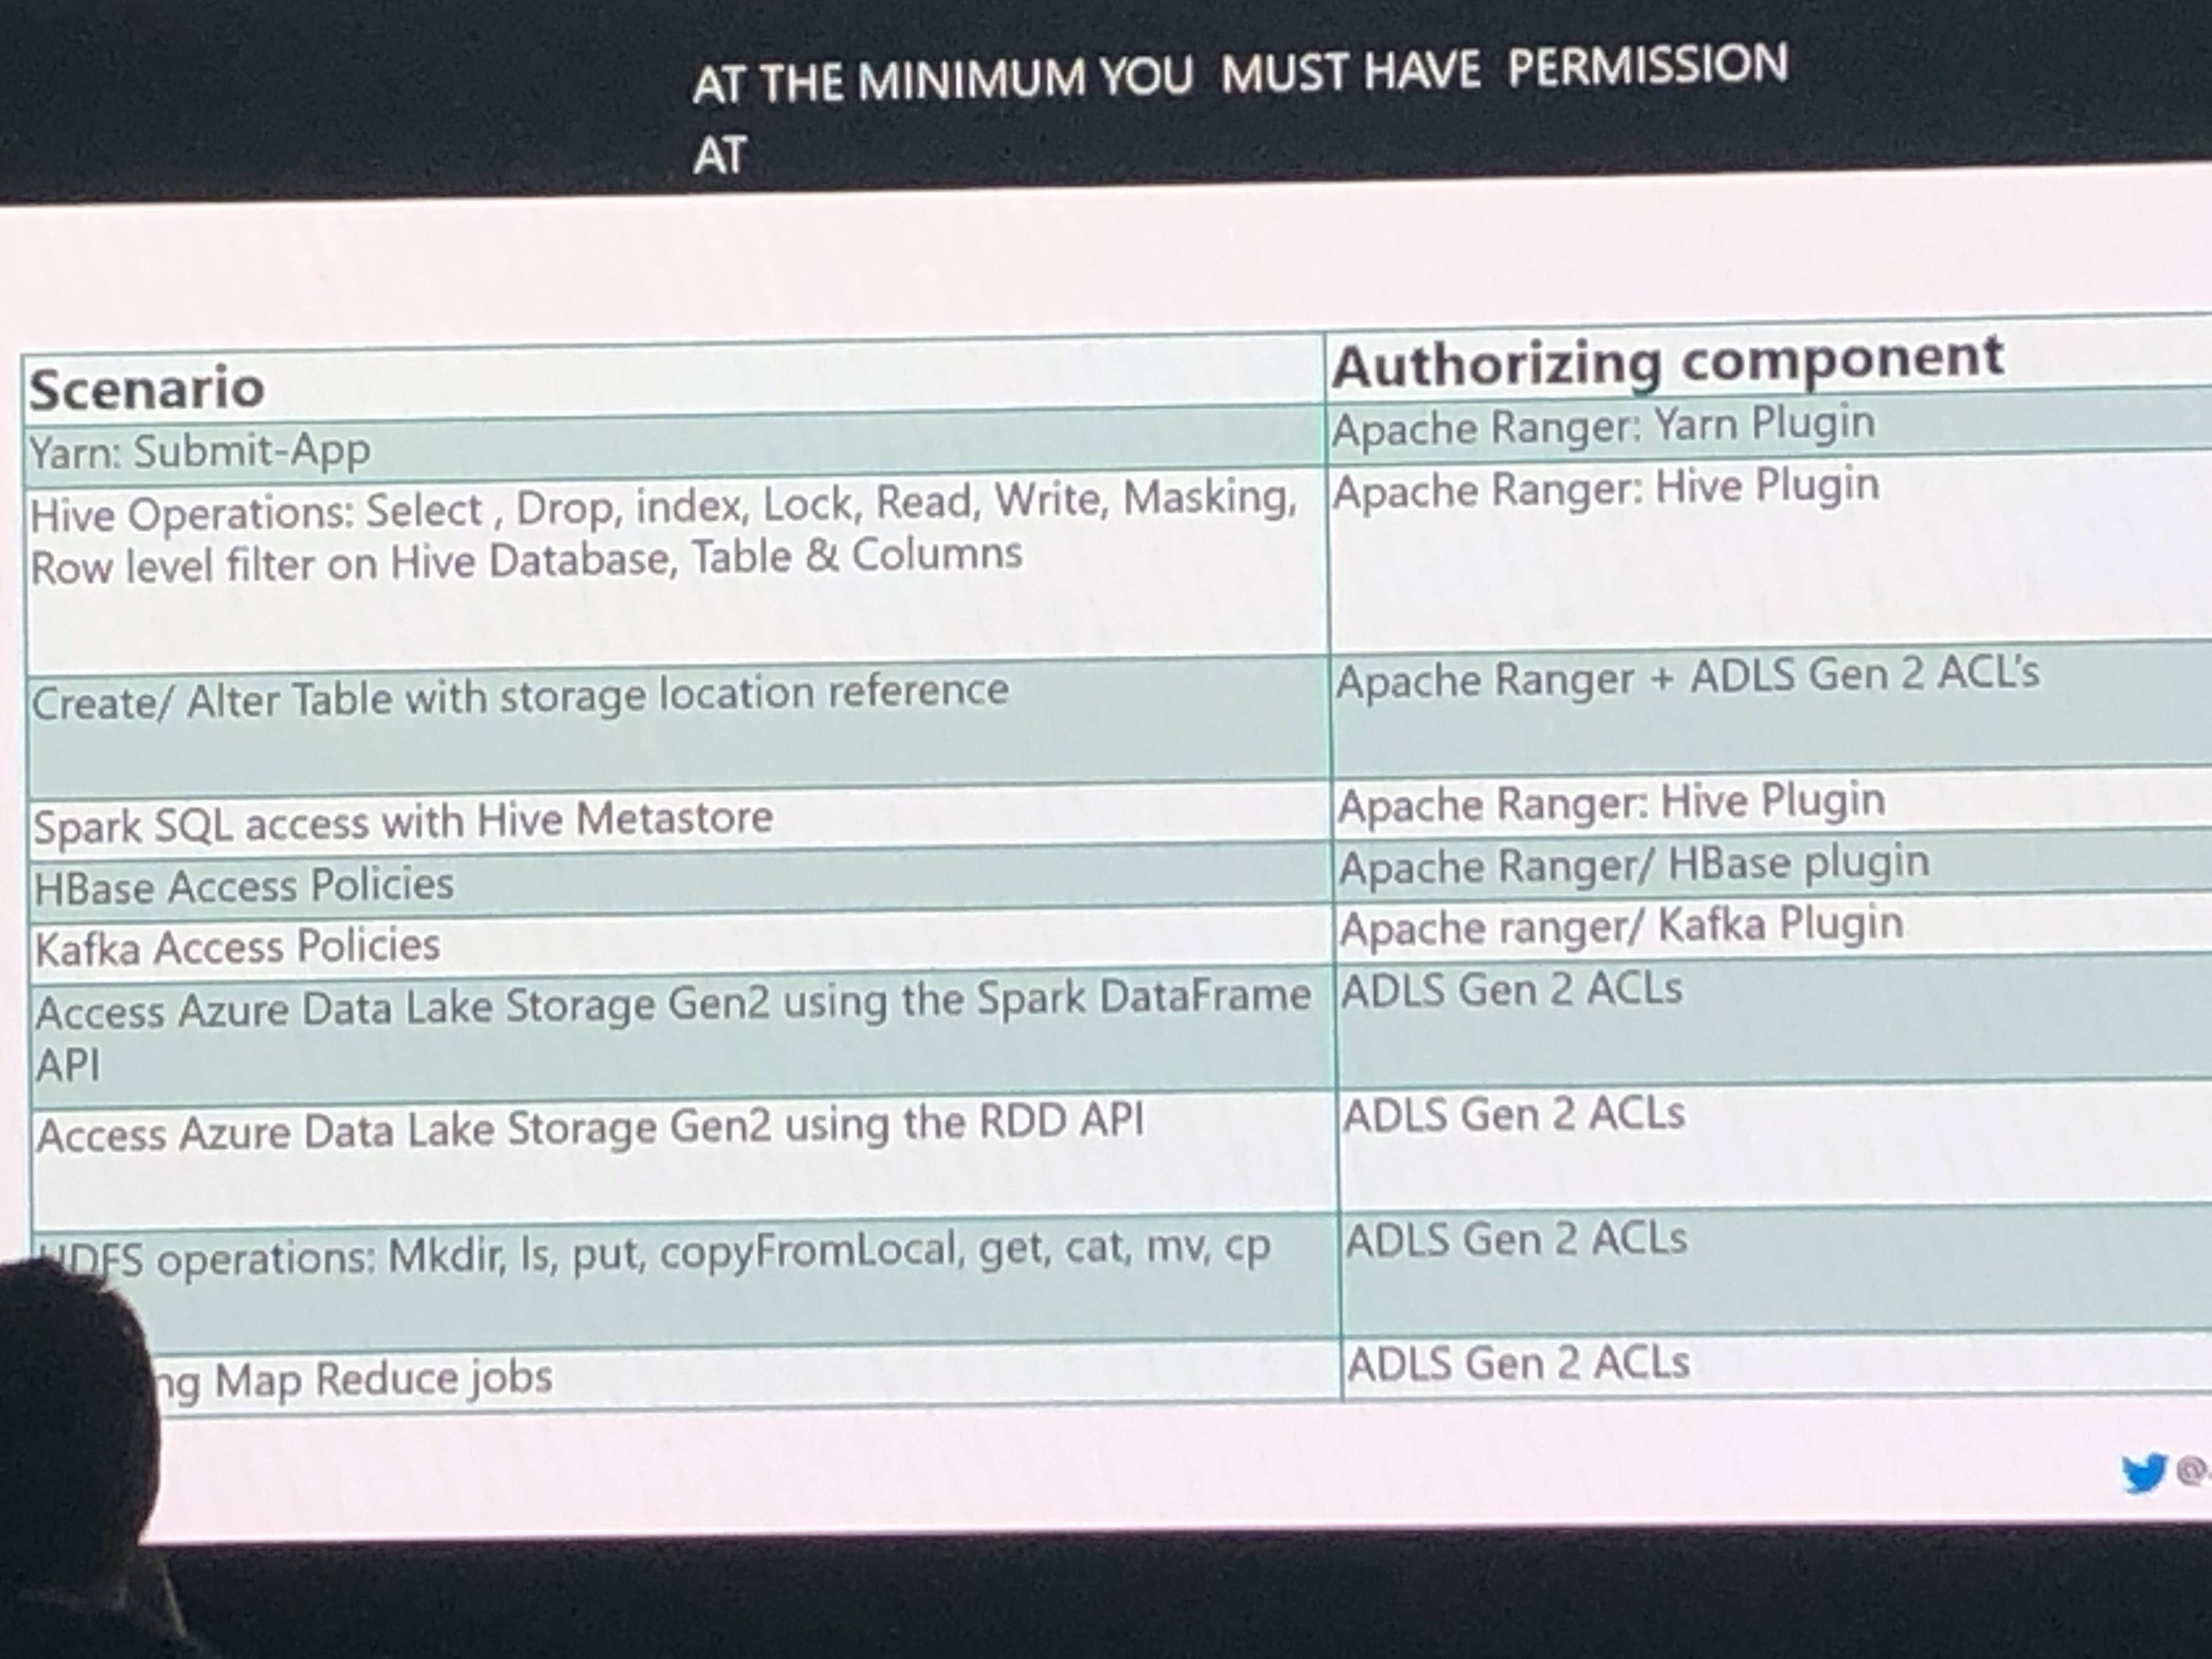 AT THE MINIMUM YOU MUST HAVE PERMISSION
AT
Scenario
Authorizing component
Yarn: Submit-App
Apache Ranger: Yarn Plugin
Hive Operations: Select , Drop, index, Lock, Read, Write, Masking,
Row level filter on Hive Database, Table & Columns
Apache Ranger: Hive Plugin
Create/ Alter Table with storage location reference
Apache Ranger + ADLS Gen 2 ACL's
Spark SQL access with Hive Metastore
Apache Ranger: Hive Plugin
HBase Access Policies
Apache Ranger/ HBase plugin
Kafka Access Policies
Apache ranger/ Kafka Plugin
Access Azure Data Lake Storage Gen2 using the Spark DataFrame
API
ADLS Gen 2 ACLs
Access Azure Data Lake Storage Gen2 using the RDD API
ADLS Gen 2 ACLs
HDFS operations: Mkdir, ls, put, copyFromLocal, get, cat, mv, cp
ADLS Gen 2 ACLs
ng Map Reduce jobs
ADLS Gen 2 ACLs
@